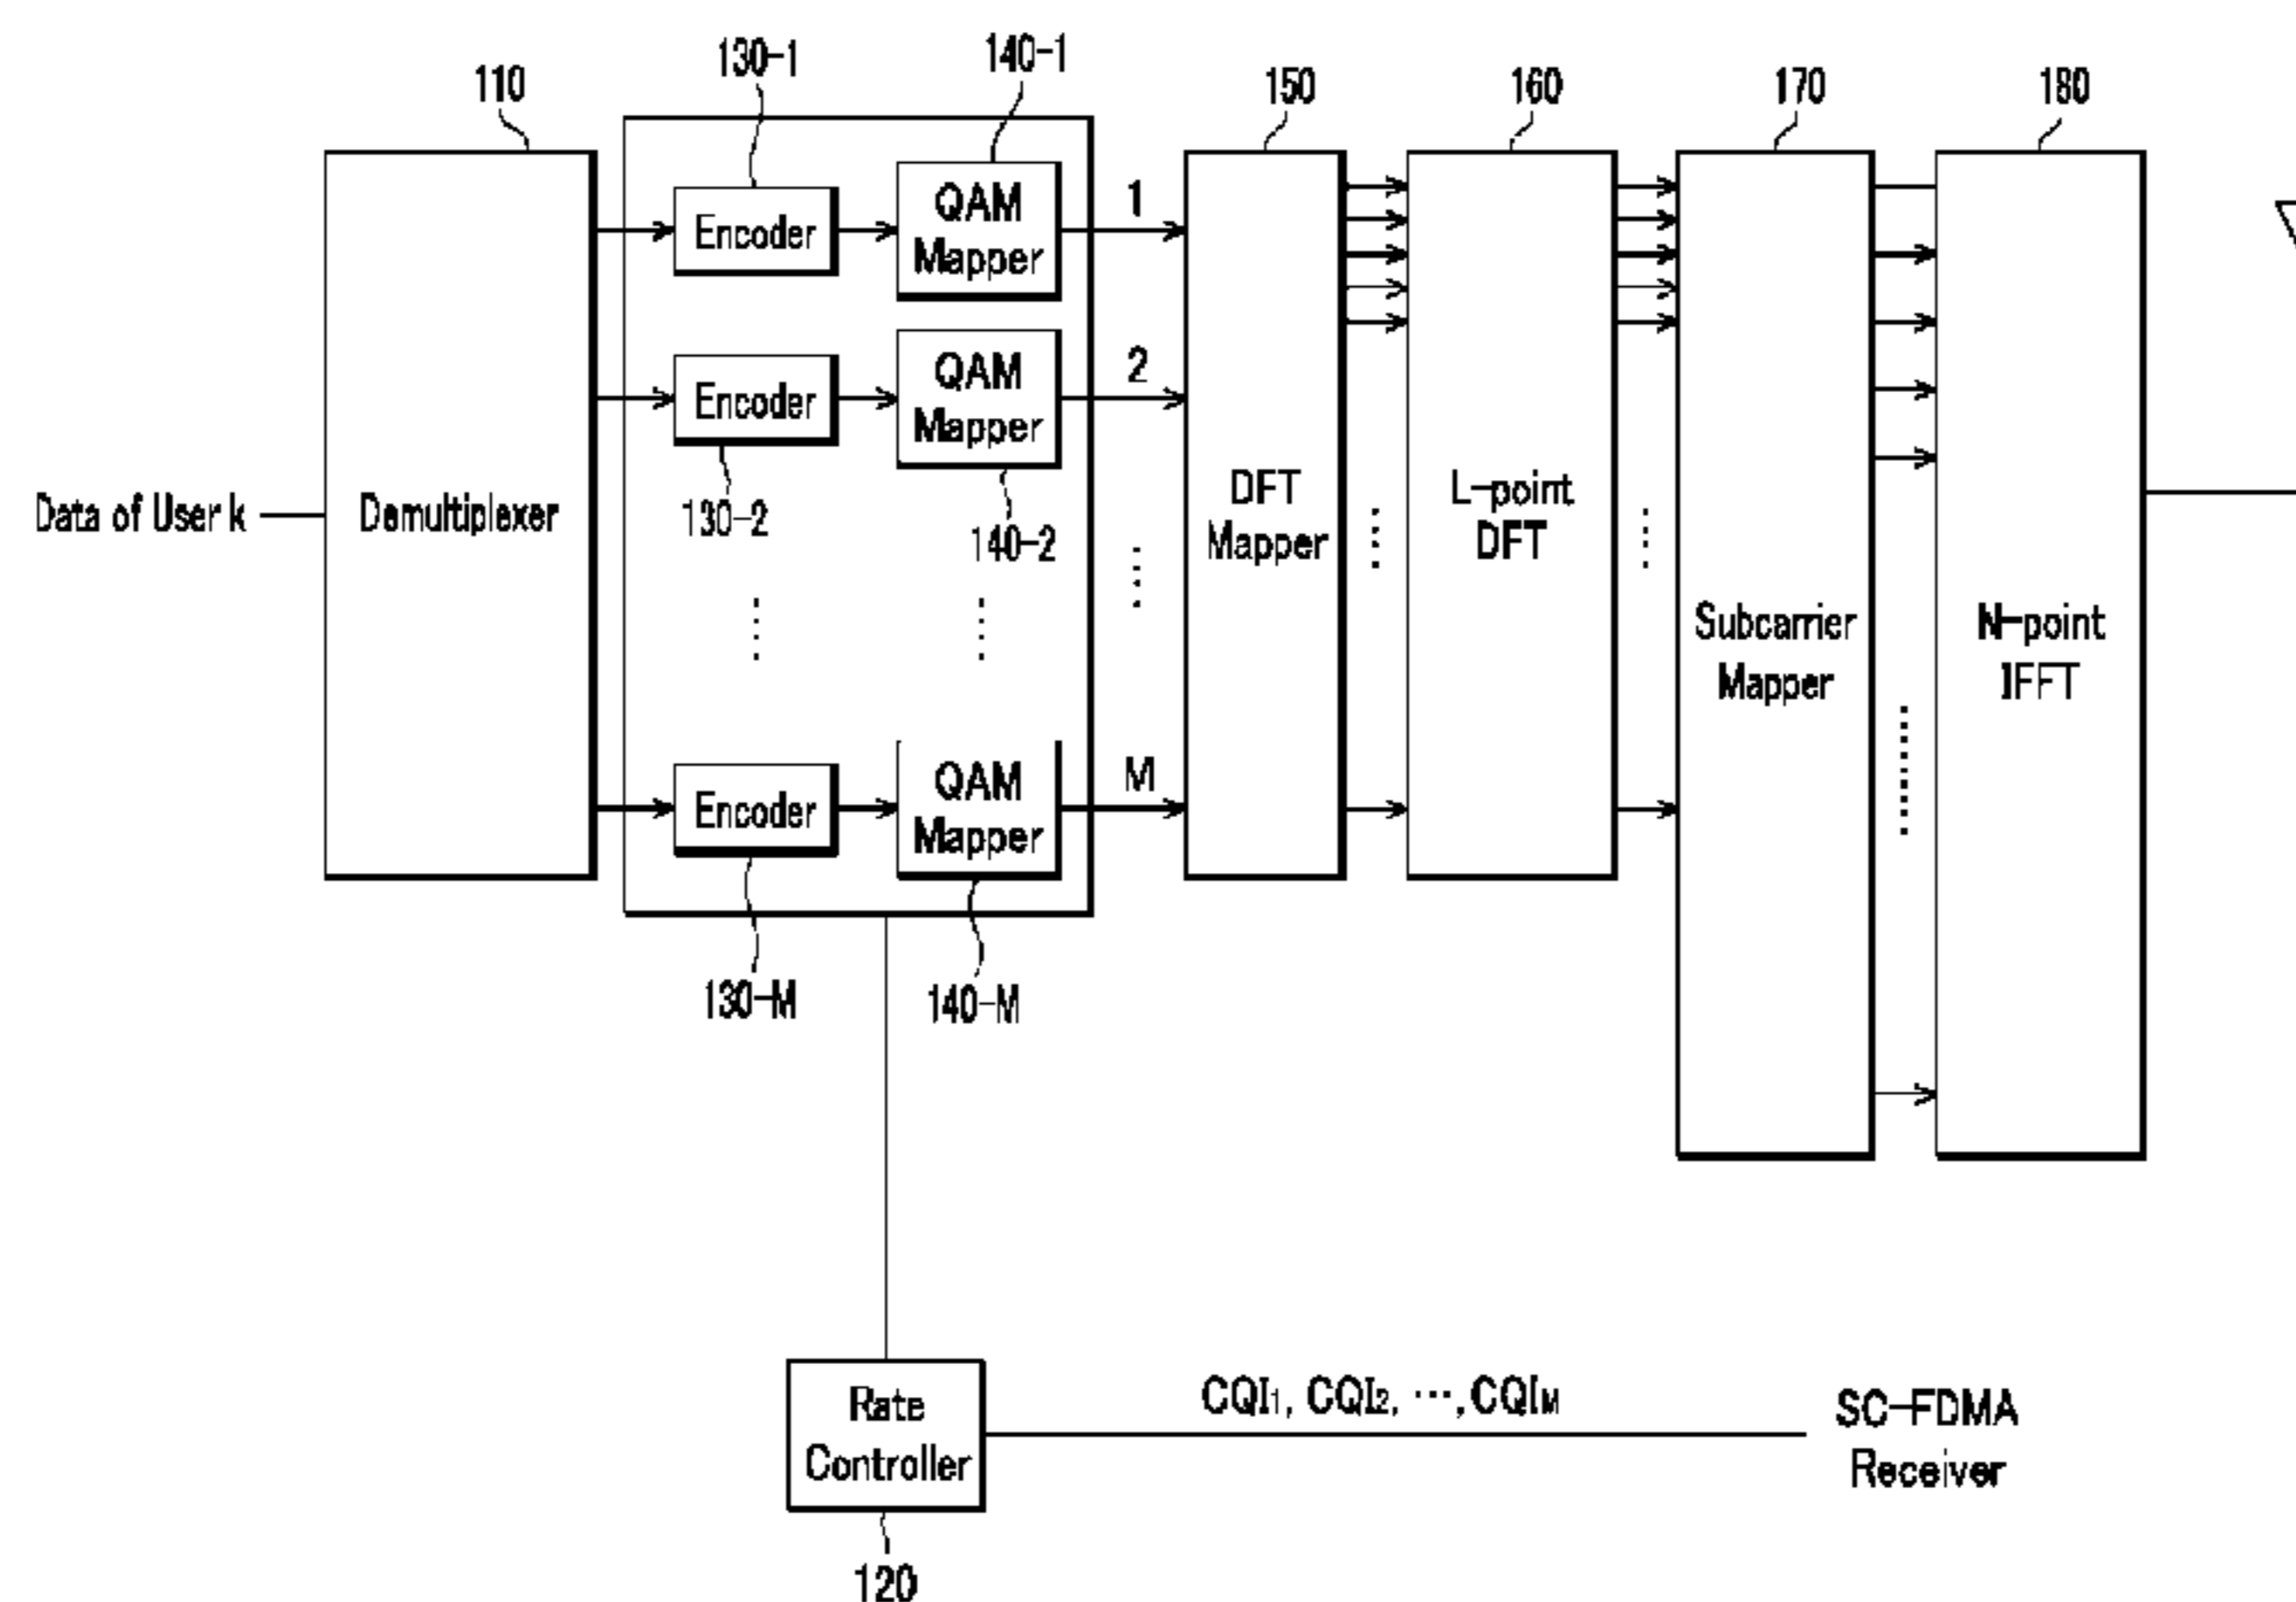 130-1
140-1
110
150
160
170
180
Encoder
QAM
Mapper
1
Encoder
QAM
Mapper
2
Data of User k
Demultiplexer
130-2
140-2
DFT
Mapper
L-point
DFT
Subcarrier
Mapper
N-point
IFFT
Encoder
QAM
Mapper
M
130-M
140-M
Rate
Controller
CQI₁, CQI₂, ···, CQIM
SC-FDMA
Receiver
120